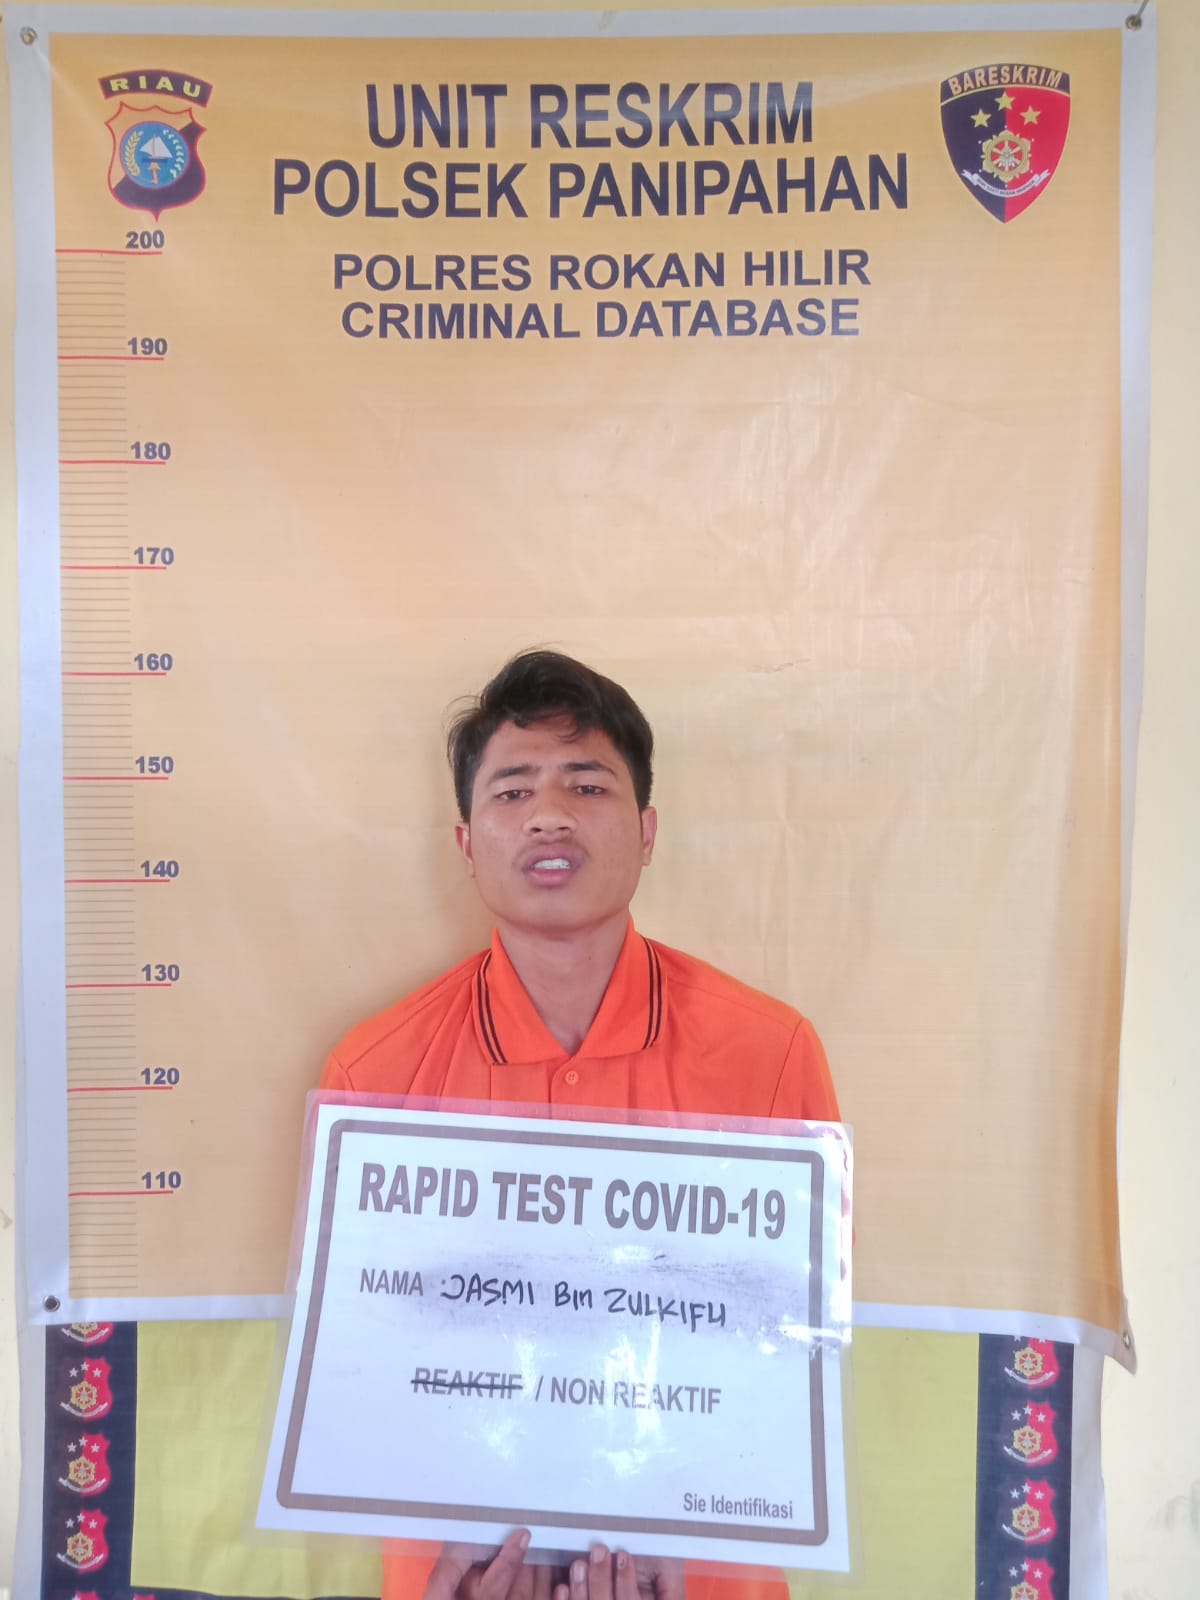 RIAU
BARESKRIM
UNIT RESKRIM
POLSEK PANIPAHAN
POLRES ROKAN HILIR
CRIMINAL DATABASE
200
190
180
170
160
150
140
130
120
110
RAPID TEST COVID-19
NAMA : JASMI Bin ZULKIFLI
REAKTIF / NON REAKTIF
Sie Identifikasi